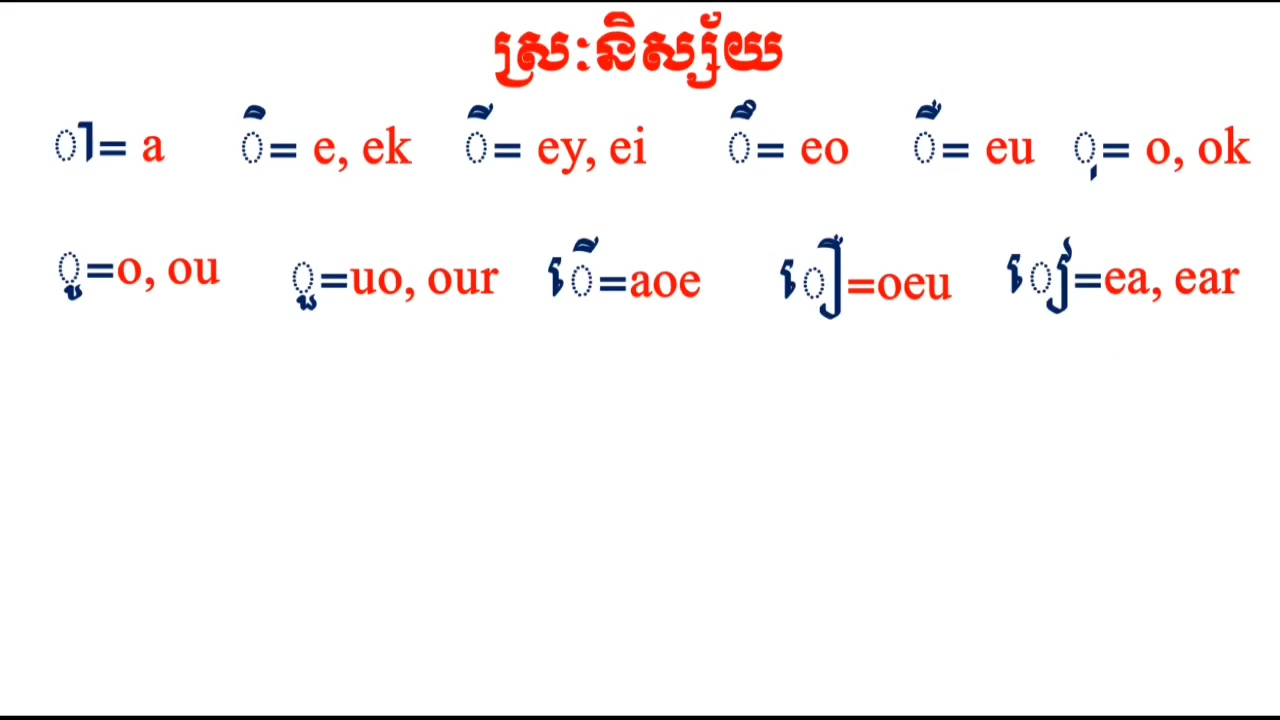 ស្រៈនិស្ស័យ
◌ា= a ◌ិ= e, ek ◌ី= ey, ei ◌ឹ= eo ◌ឺ= eu ◌ុ= o, ok
◌ូ=o, ou ◌ួ=uo, our ◌ើ=aoe ◌ឿ=oeu ◌ៀ=ea, ear